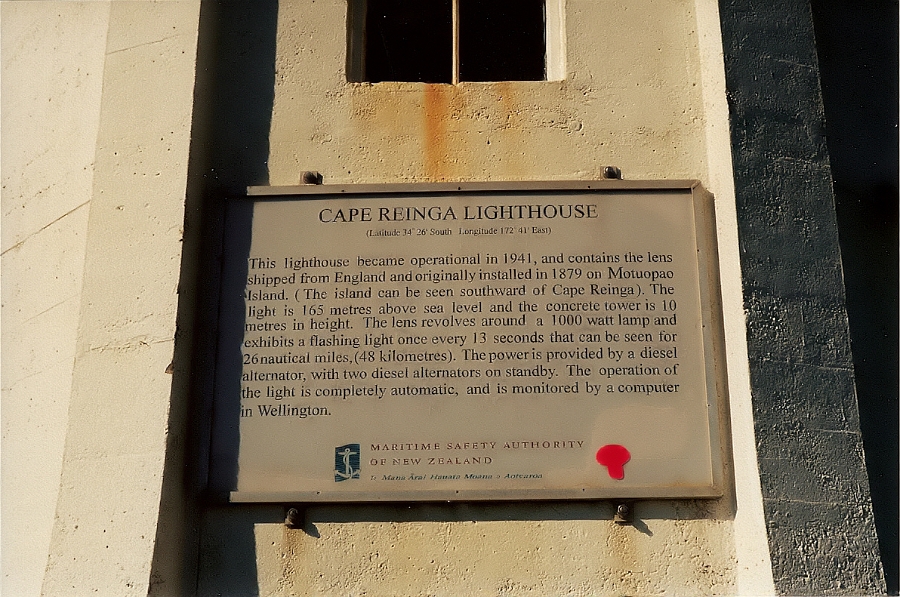 CAPE REINGA LIGHTHOUSE
(Latitude 34° 26' South Longitude 172° 41' East)
This lighthouse became operational in 1941, and contains the lens
shipped from England and originally installed in 1879 on Motuopao
Island. ( The island can be seen southward of Cape Reinga). The
light is 165 metres above sea level and the concrete tower is 10
metres in height. The lens revolves around a 1000 watt lamp and
exhibits a flashing light once every 13 seconds that can be seen for
26 nautical miles, (48 kilometres). The power is provided by a diesel
alternator, with two diesel alternators on standby. The operation of
the light is completely automatic, and is monitored by a computer
in Wellington.
MARITIME SAFETY AUTHORITY
OF NEW ZEALAND
Te Mana Ārai Hauata Moana o Aotearoa